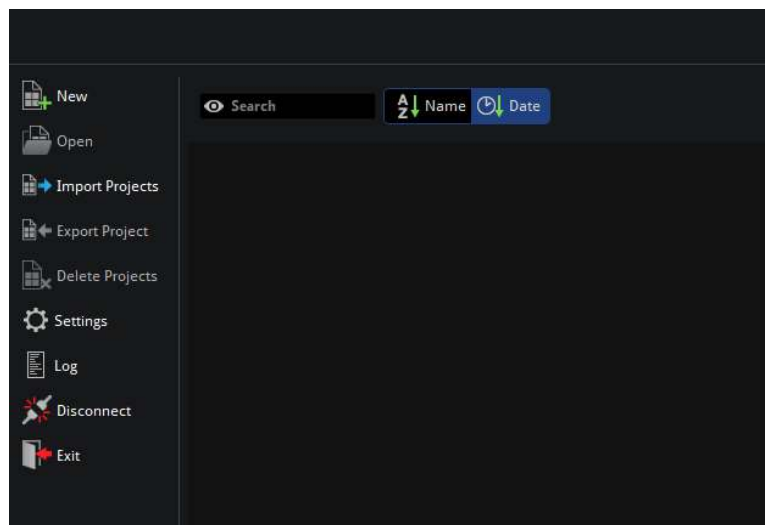 New
Open
Import Projects
Export Project
Delete Projects
Settings
Log
Disconnect
Exit
Search
A Z Name Date